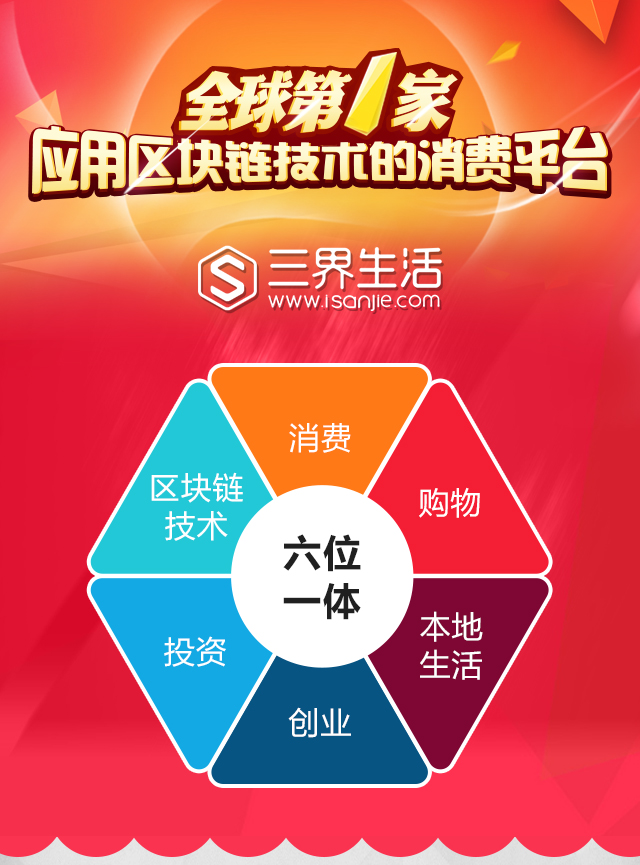 全球第1家
应用区块链技术的消费平台
三界生活
www.isanjie.com
消费
购物
区块链
技术
六位
一体
本地
生活
投资
创业